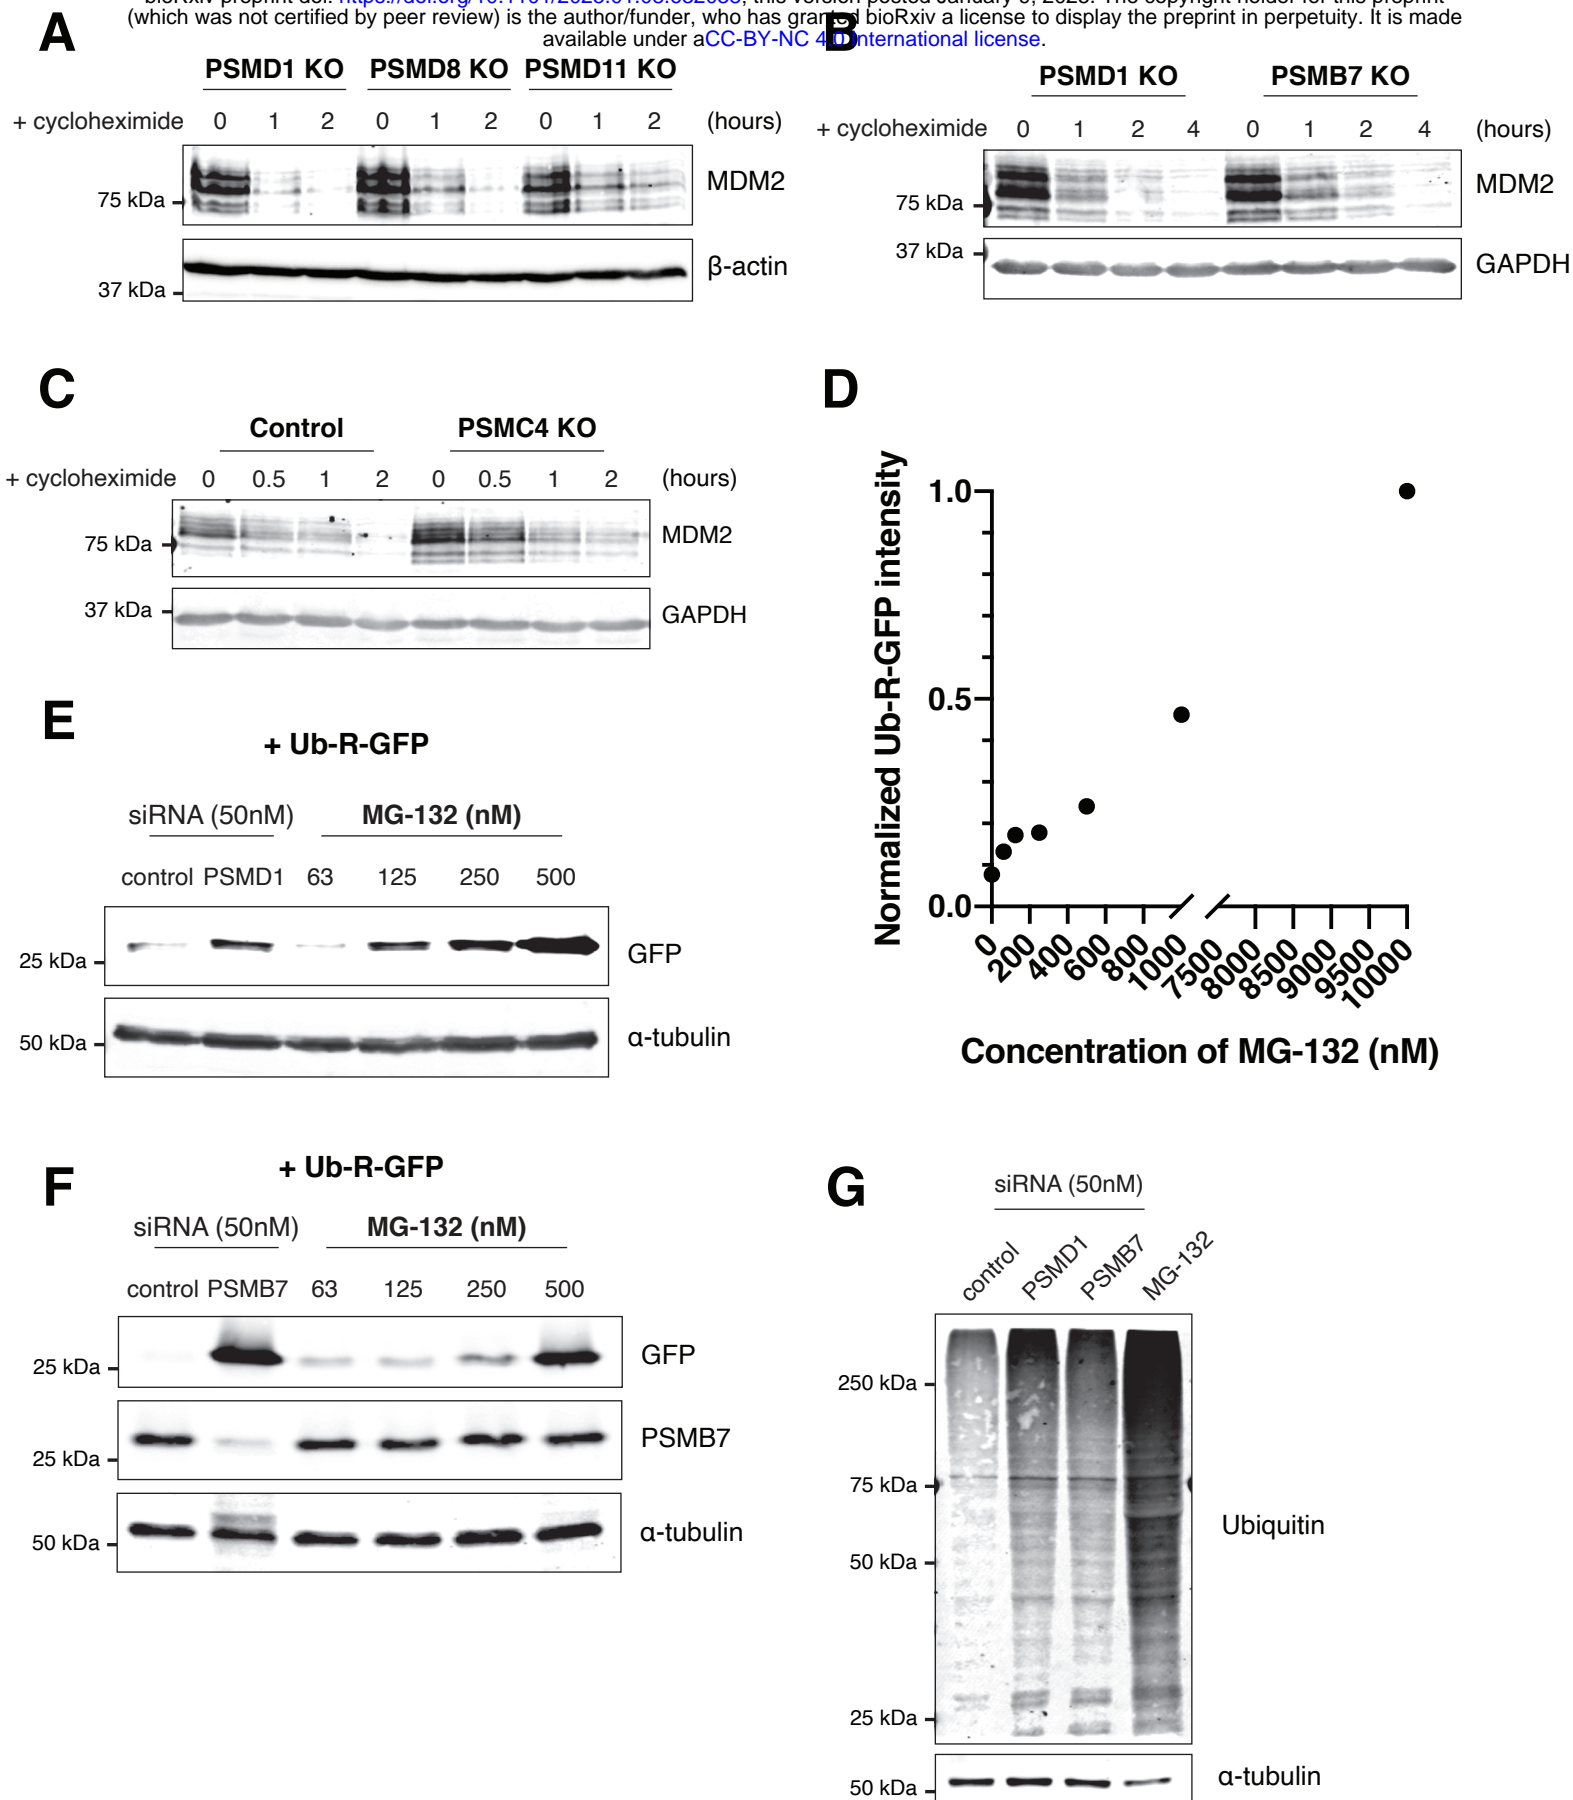 (which was not certified by peer review) is the author/funder, who has granted bioRxiv a license to display the preprint in perpetuity. It is made
available under aCC-BY-NC 4.0 International license.
A
PSMD1 KO PSMD8 KO PSMD11 KO
+ cycloheximide 0 1 2 0 1 2 0 1 2 (hours)
75 kDa MDM2
β-actin
37 kDa
B
PSMD1 KO PSMB7 KO
+ cycloheximide 0 1 2 4 0 1 2 4 (hours)
75 kDa MDM2
37 kDa GAPDH
C
Control PSMC4 KO
+ cycloheximide 0 0.5 1 2 0 0.5 1 2 (hours)
75 kDa MDM2
37 kDa GAPDH
D
Normalized Ub-R-GFP intensity
1.0
0.5
0.0
0 200 400 600 800 1000 7500 8000 8500 9000 9500 10000
Concentration of MG-132 (nM)
E
+ Ub-R-GFP
siRNA (50nM) MG-132 (nM)
control PSMD1 63 125 250 500
25 kDa GFP
50 kDa α-tubulin
F
+ Ub-R-GFP
siRNA (50nM) MG-132 (nM)
control PSMB7 63 125 250 500
25 kDa GFP
25 kDa PSMB7
50 kDa α-tubulin
G
siRNA (50nM)
control PSMD1 PSMB7 MG-132
250 kDa
75 kDa
Ubiquitin
50 kDa
25 kDa
50 kDa α-tubulin